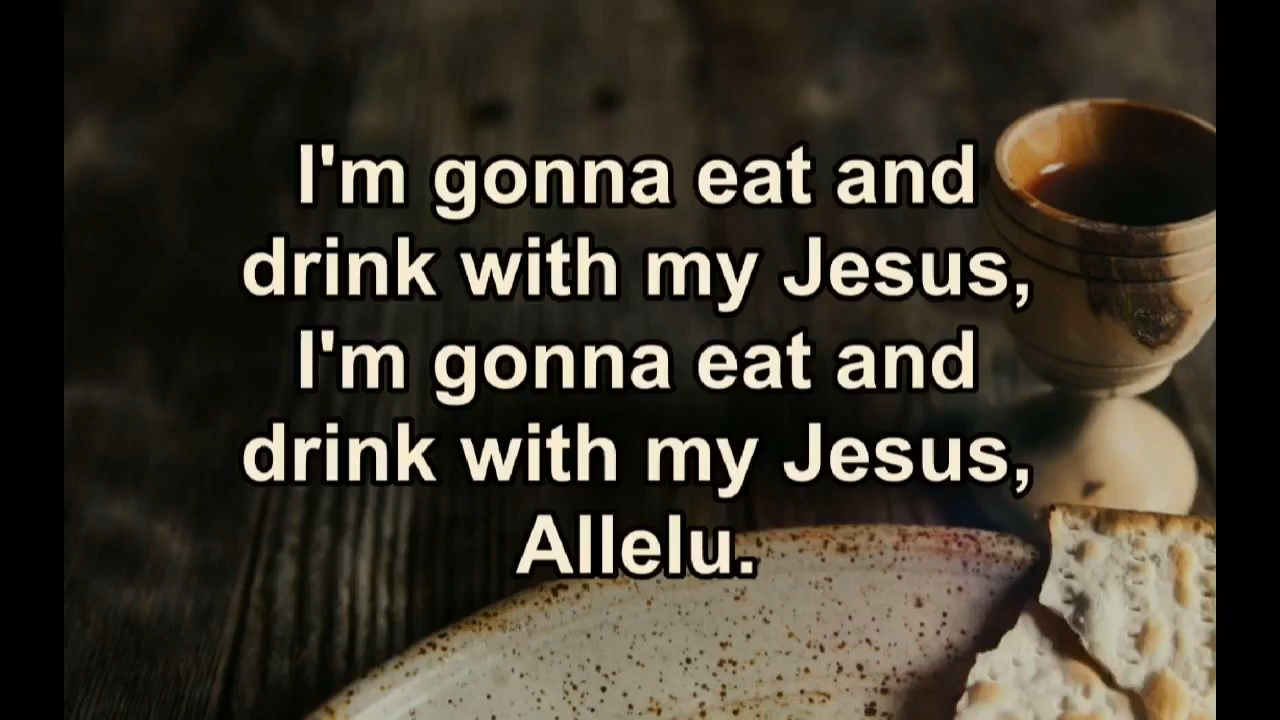 I'm gonna eat and
drink with my Jesus,
I'm gonna eat and
drink with my Jesus,
Allelu.